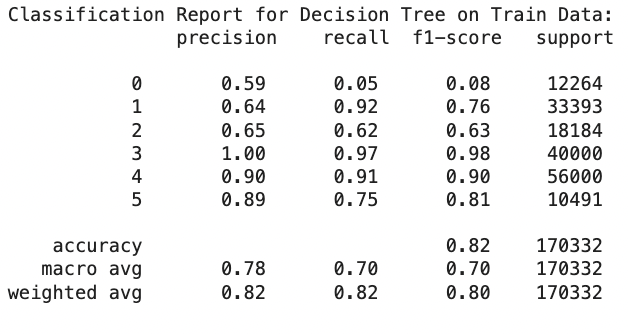 Classification Report for Decision Tree on Train Data:
precision recall f1-score support
0 0.59 0.05 0.08 12264
1 0.64 0.92 0.76 33393
2 0.65 0.62 0.63 18184
3 1.00 0.97 0.98 40000
4 0.90 0.91 0.90 56000
5 0.89 0.75 0.81 10491
accuracy 0.82 170332
macro avg 0.78 0.70 0.70 170332
weighted avg 0.82 0.82 0.80 170332